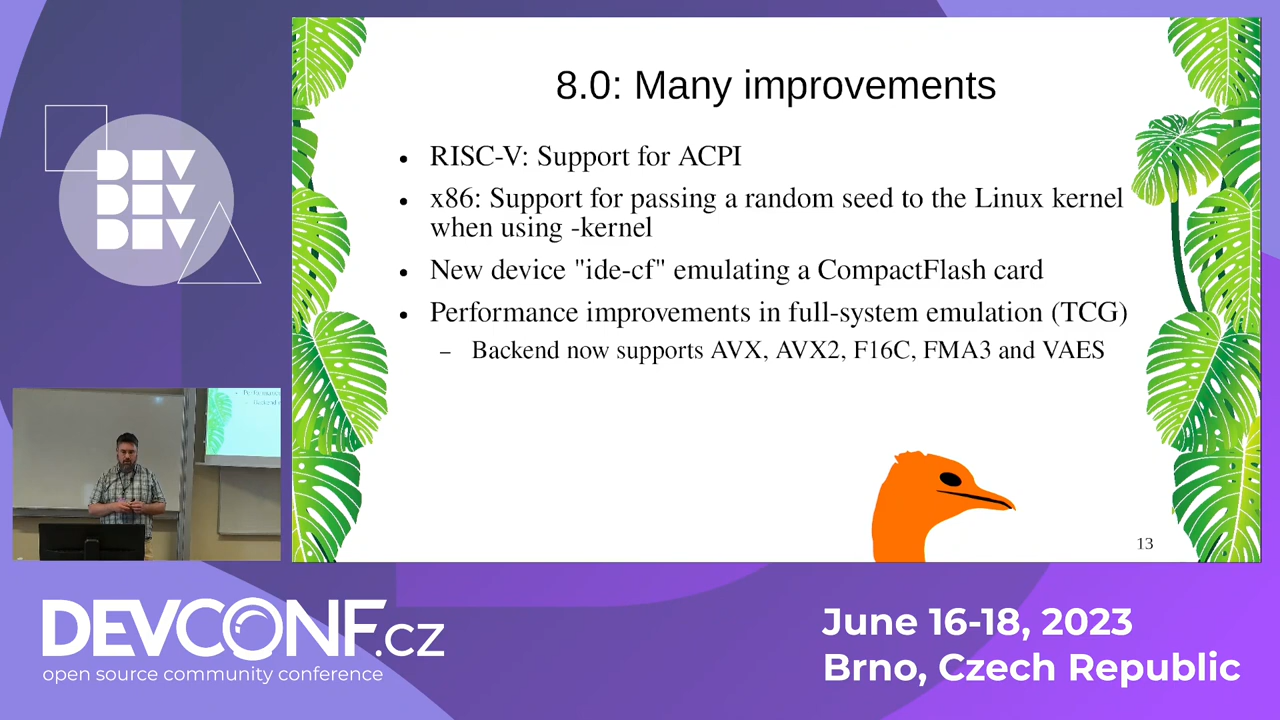 8.0: Many improvements
• RISC-V: Support for ACPI
• x86: Support for passing a random seed to the Linux kernel
when using -kernel
• New device "ide-cf" emulating a CompactFlash card
• Performance improvements in full-system emulation (TCG)
– Backend now supports AVX, AVX2, F16C, FMA3 and VAES
13
DEV
DEV
DEV
DEVCONF.cz
open source community conference
June 16-18, 2023
Brno, Czech Republic